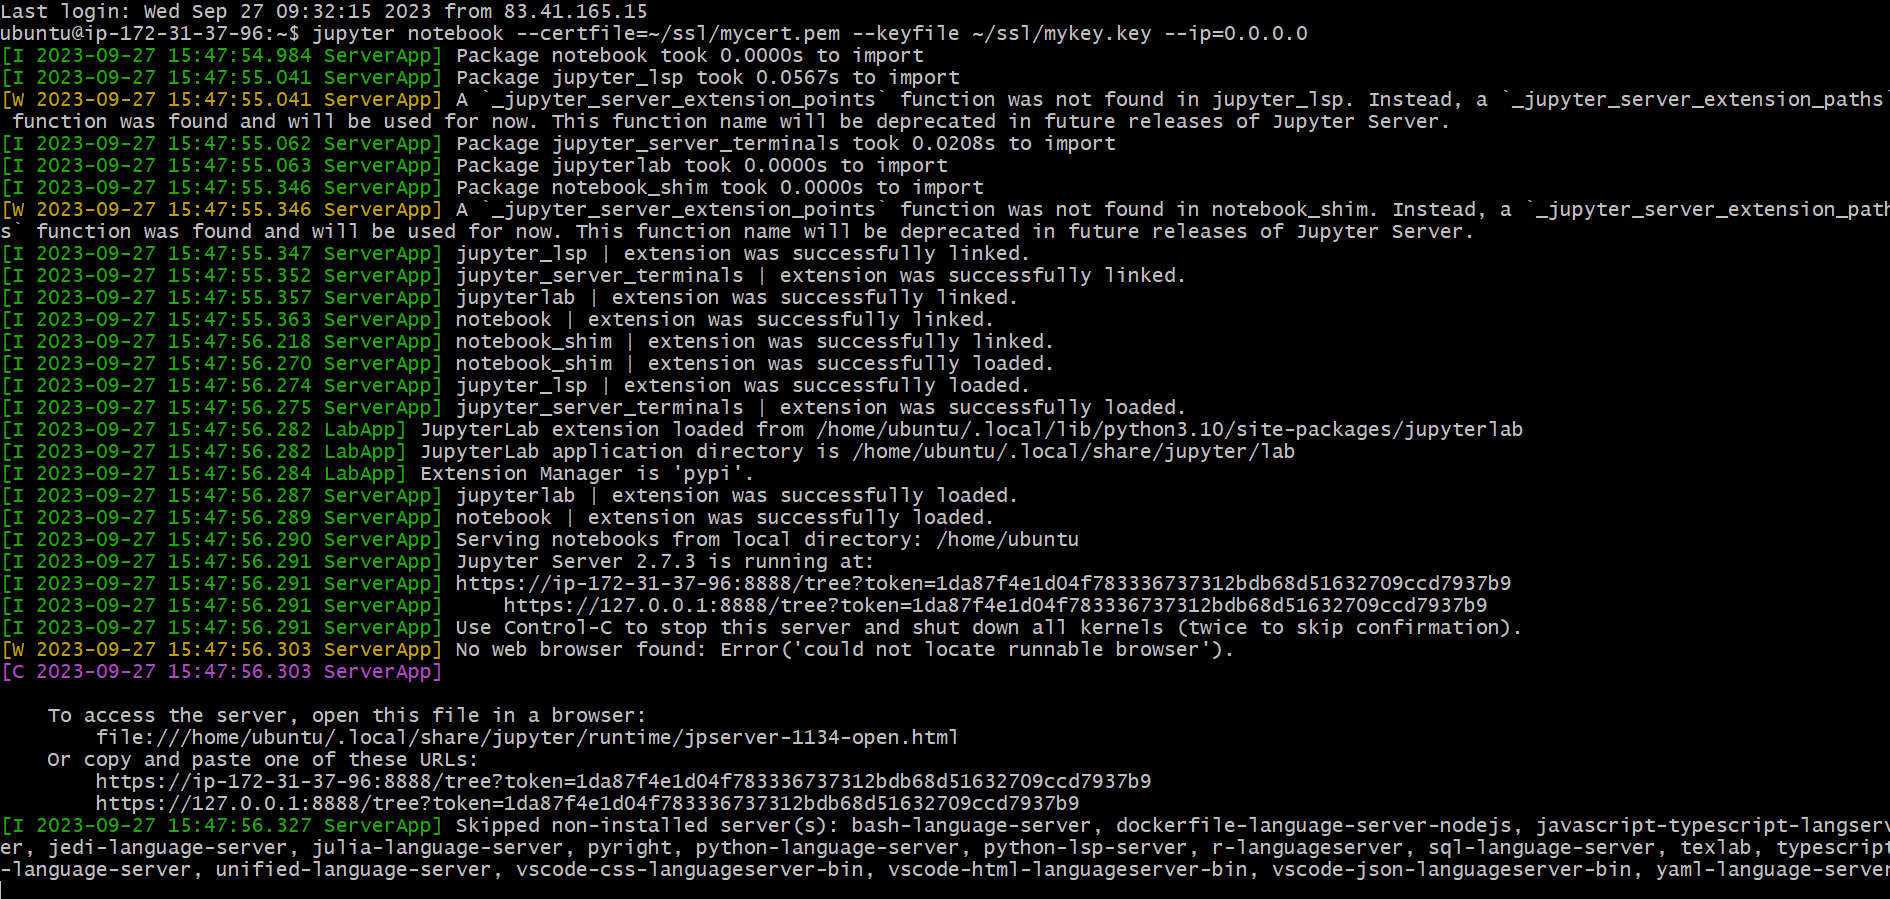 Last login: Wed Sep 27 09:32:15 2023 from 83.41.165.15
ubuntu@ip-172-31-37-96:~$ jupyter notebook --certfile=~/ssl/mycert.pem --keyfile ~/ssl/mykey.key --ip=0.0.0.0
[I 2023-09-27 15:47:54.984 ServerApp] Package notebook took 0.0000s to import
[I 2023-09-27 15:47:55.041 ServerApp] Package jupyter_lsp took 0.0567s to import
[W 2023-09-27 15:47:55.041 ServerApp] A `_jupyter_server_extension_points` function was not found in jupyter_lsp. Instead, a `_jupyter_server_extension_paths`
 function was found and will be used for now. This function name will be deprecated in future releases of Jupyter Server.
[I 2023-09-27 15:47:55.062 ServerApp] Package jupyter_server_terminals took 0.0208s to import
[I 2023-09-27 15:47:55.063 ServerApp] Package jupyterlab took 0.0000s to import
[I 2023-09-27 15:47:55.346 ServerApp] Package notebook_shim took 0.0000s to import
[W 2023-09-27 15:47:55.346 ServerApp] A `_jupyter_server_extension_points` function was not found in notebook_shim. Instead, a `_jupyter_server_extension_path
s` function was found and will be used for now. This function name will be deprecated in future releases of Jupyter Server.
[I 2023-09-27 15:47:55.347 ServerApp] jupyter_lsp | extension was successfully linked.
[I 2023-09-27 15:47:55.352 ServerApp] jupyter_server_terminals | extension was successfully linked.
[I 2023-09-27 15:47:55.357 ServerApp] jupyterlab | extension was successfully linked.
[I 2023-09-27 15:47:55.363 ServerApp] notebook | extension was successfully linked.
[I 2023-09-27 15:47:56.218 ServerApp] notebook_shim | extension was successfully linked.
[I 2023-09-27 15:47:56.270 ServerApp] notebook_shim | extension was successfully loaded.
[I 2023-09-27 15:47:56.274 ServerApp] jupyter_lsp | extension was successfully loaded.
[I 2023-09-27 15:47:56.275 ServerApp] jupyter_server_terminals | extension was successfully loaded.
[I 2023-09-27 15:47:56.282 LabApp] JupyterLab extension loaded from /home/ubuntu/.local/lib/python3.10/site-packages/jupyterlab
[I 2023-09-27 15:47:56.282 LabApp] JupyterLab application directory is /home/ubuntu/.local/share/jupyter/lab
[I 2023-09-27 15:47:56.284 LabApp] Extension Manager is 'pypi'.
[I 2023-09-27 15:47:56.287 ServerApp] jupyterlab | extension was successfully loaded.
[I 2023-09-27 15:47:56.289 ServerApp] notebook | extension was successfully loaded.
[I 2023-09-27 15:47:56.290 ServerApp] Serving notebooks from local directory: /home/ubuntu
[I 2023-09-27 15:47:56.291 ServerApp] Jupyter Server 2.7.3 is running at:
[I 2023-09-27 15:47:56.291 ServerApp] https://ip-172-31-37-96:8888/tree?token=1da87f4e1d04f783336737312bdb68d51632709ccd7937b9
[I 2023-09-27 15:47:56.291 ServerApp]     https://127.0.0.1:8888/tree?token=1da87f4e1d04f783336737312bdb68d51632709ccd7937b9
[I 2023-09-27 15:47:56.291 ServerApp] Use Control-C to stop this server and shut down all kernels (twice to skip confirmation).
[W 2023-09-27 15:47:56.303 ServerApp] No web browser found: Error('could not locate runnable browser').
[C 2023-09-27 15:47:56.303 ServerApp]
    To access the server, open this file in a browser:
        file:///home/ubuntu/.local/share/jupyter/runtime/jpserver-1134-open.html
    Or copy and paste one of these URLs:
        https://ip-172-31-37-96:8888/tree?token=1da87f4e1d04f783336737312bdb68d51632709ccd7937b9
        https://127.0.0.1:8888/tree?token=1da87f4e1d04f783336737312bdb68d51632709ccd7937b9
[I 2023-09-27 15:47:56.327 ServerApp] Skipped non-installed server(s): bash-language-server, dockerfile-language-server-nodejs, javascript-typescript-langserv
er, jedi-language-server, julia-language-server, pyright, python-language-server, python-lsp-server, r-languageserver, sql-language-server, texlab, typescript
-language-server, unified-language-server, vscode-css-languageserver-bin, vscode-html-languageserver-bin, vscode-json-languageserver-bin, yaml-language-server